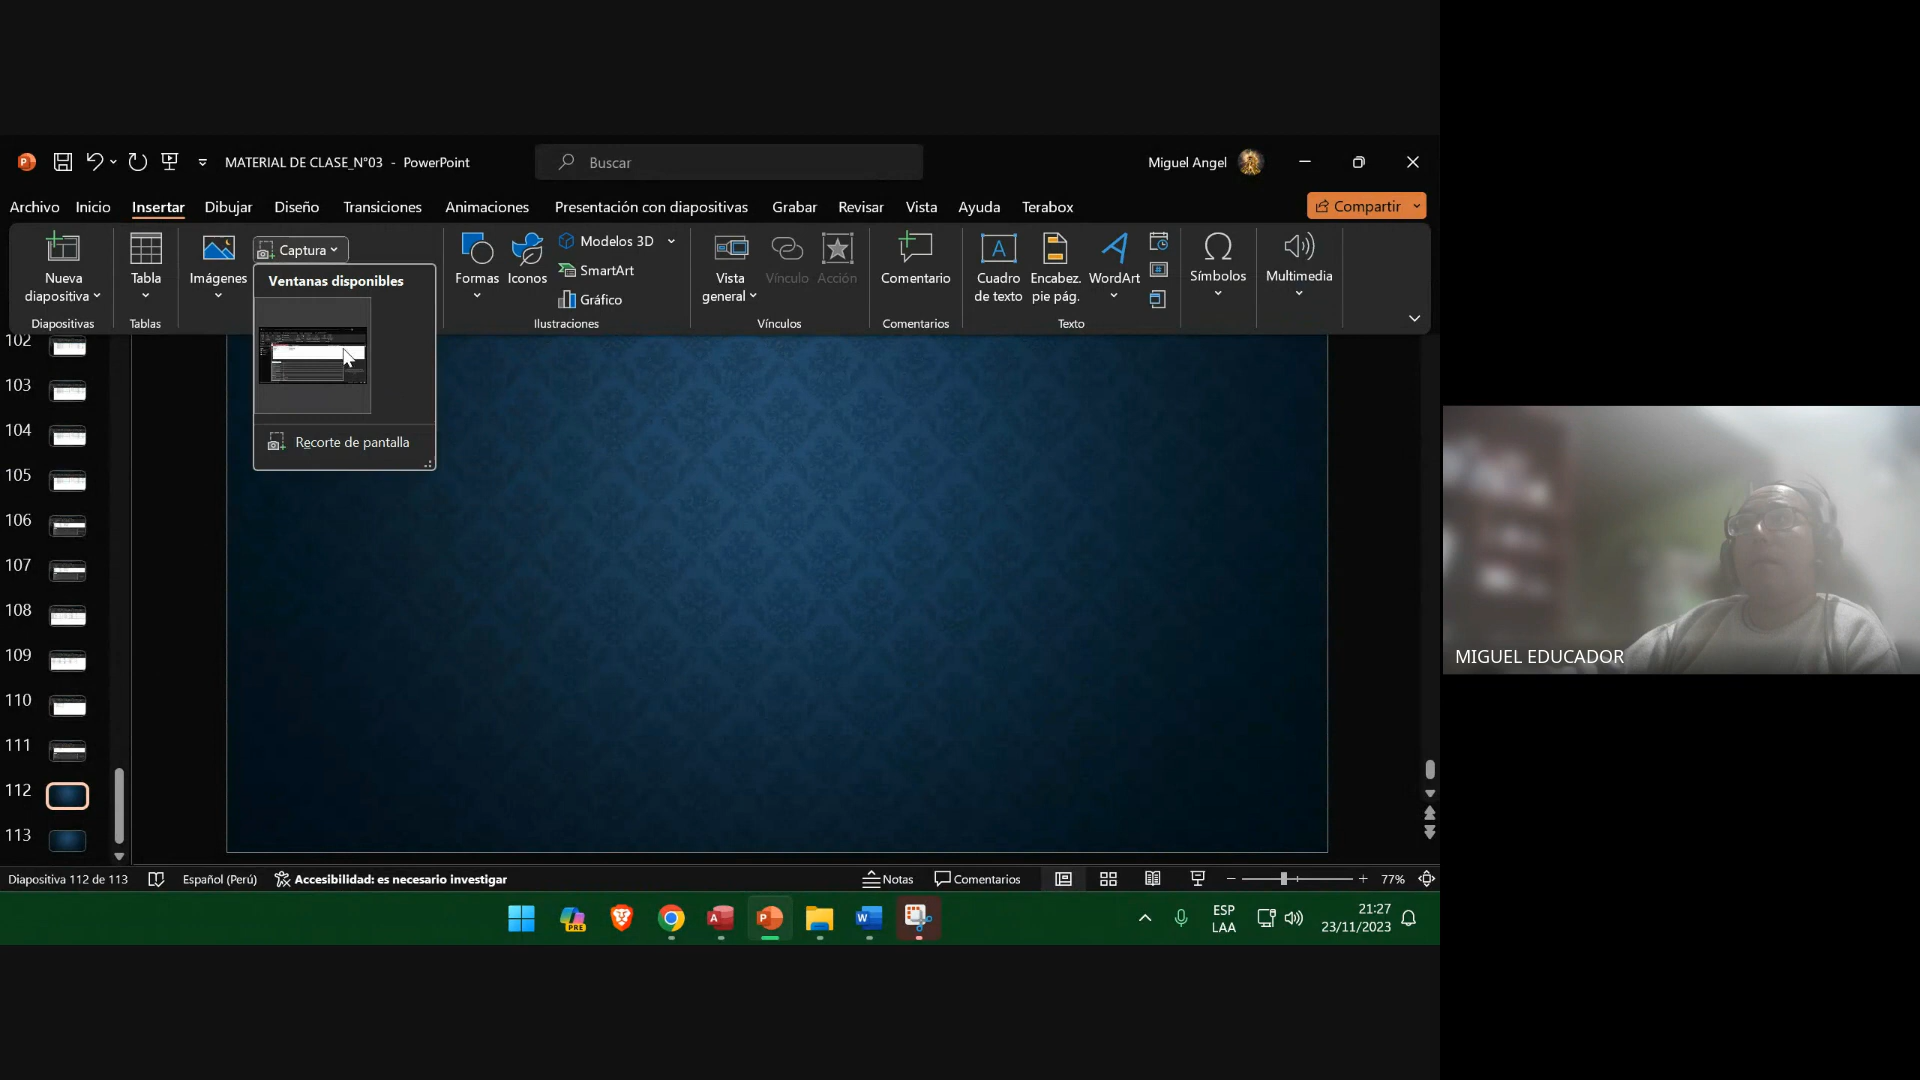 MATERIAL DE CLASE_N°03 - PowerPoint
Buscar
Miguel Angel
Archivo Inicio Insertar Dibujar Diseño Transiciones Animaciones Presentación con diapositivas Grabar Revisar Vista Ayuda Terabox Compartir
Nueva diapositiva
Diapositivas
Tabla
Tablas
Imágenes
Captura
Ventanas disponibles
Recorte de pantalla
Formas
Iconos
Modelos 3D
SmartArt
Gráfico
Ilustraciones
Vista general
Vínculo
Acción
Vínculos
Comentario
Comentarios
Cuadro de texto
Encabez. pie pág.
WordArt
Texto
Símbolos
Multimedia
102
103
104
105
106
107
108
109
110
111
112
113
Diapositiva 112 de 113 Español (Perú) Accesibilidad: es necesario investigar Notas Comentarios 77%
PRE
ESP
LAA
21:27
23/11/2023
MIGUEL EDUCADOR